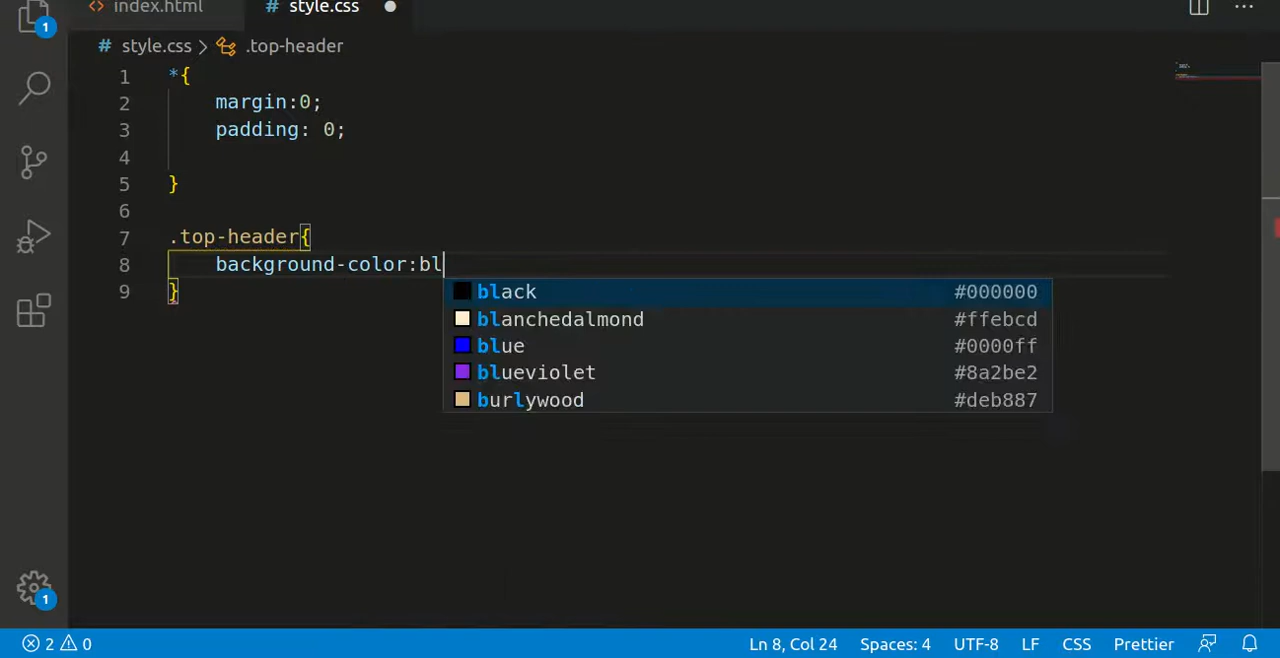 1
<> index.html
# style.css
# style.css > .top-header
1 *{
2 margin:0;
3 padding: 0;
4
5 }
6
7 .top-header{
8 background-color:bl
9 }
black #000000
blanchedalmond #ffebcd
blue #0000ff
blueviolet #8a2be2
burlywood #deb887
1
2 0
Ln 8, Col 24 Spaces: 4 UTF-8 LF CSS Prettier